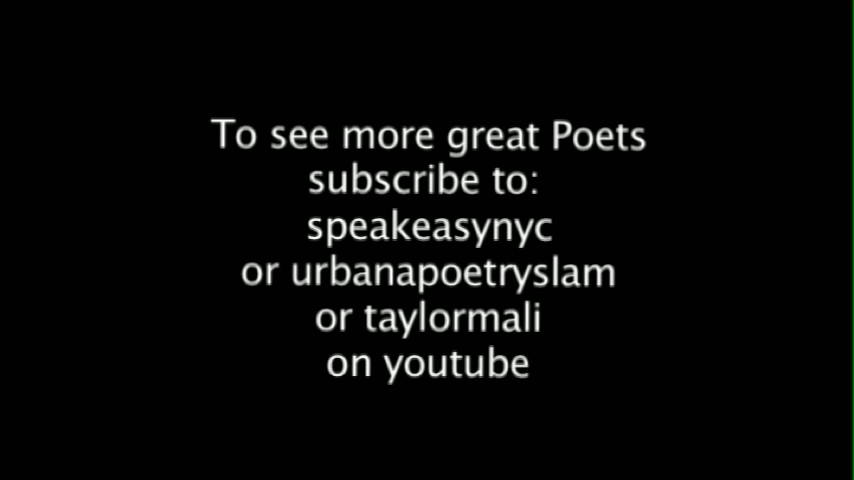 To see more great Poets
subscribe to:
speakeasynyc
or urbanapoetryslam
or taylormali
on youtube